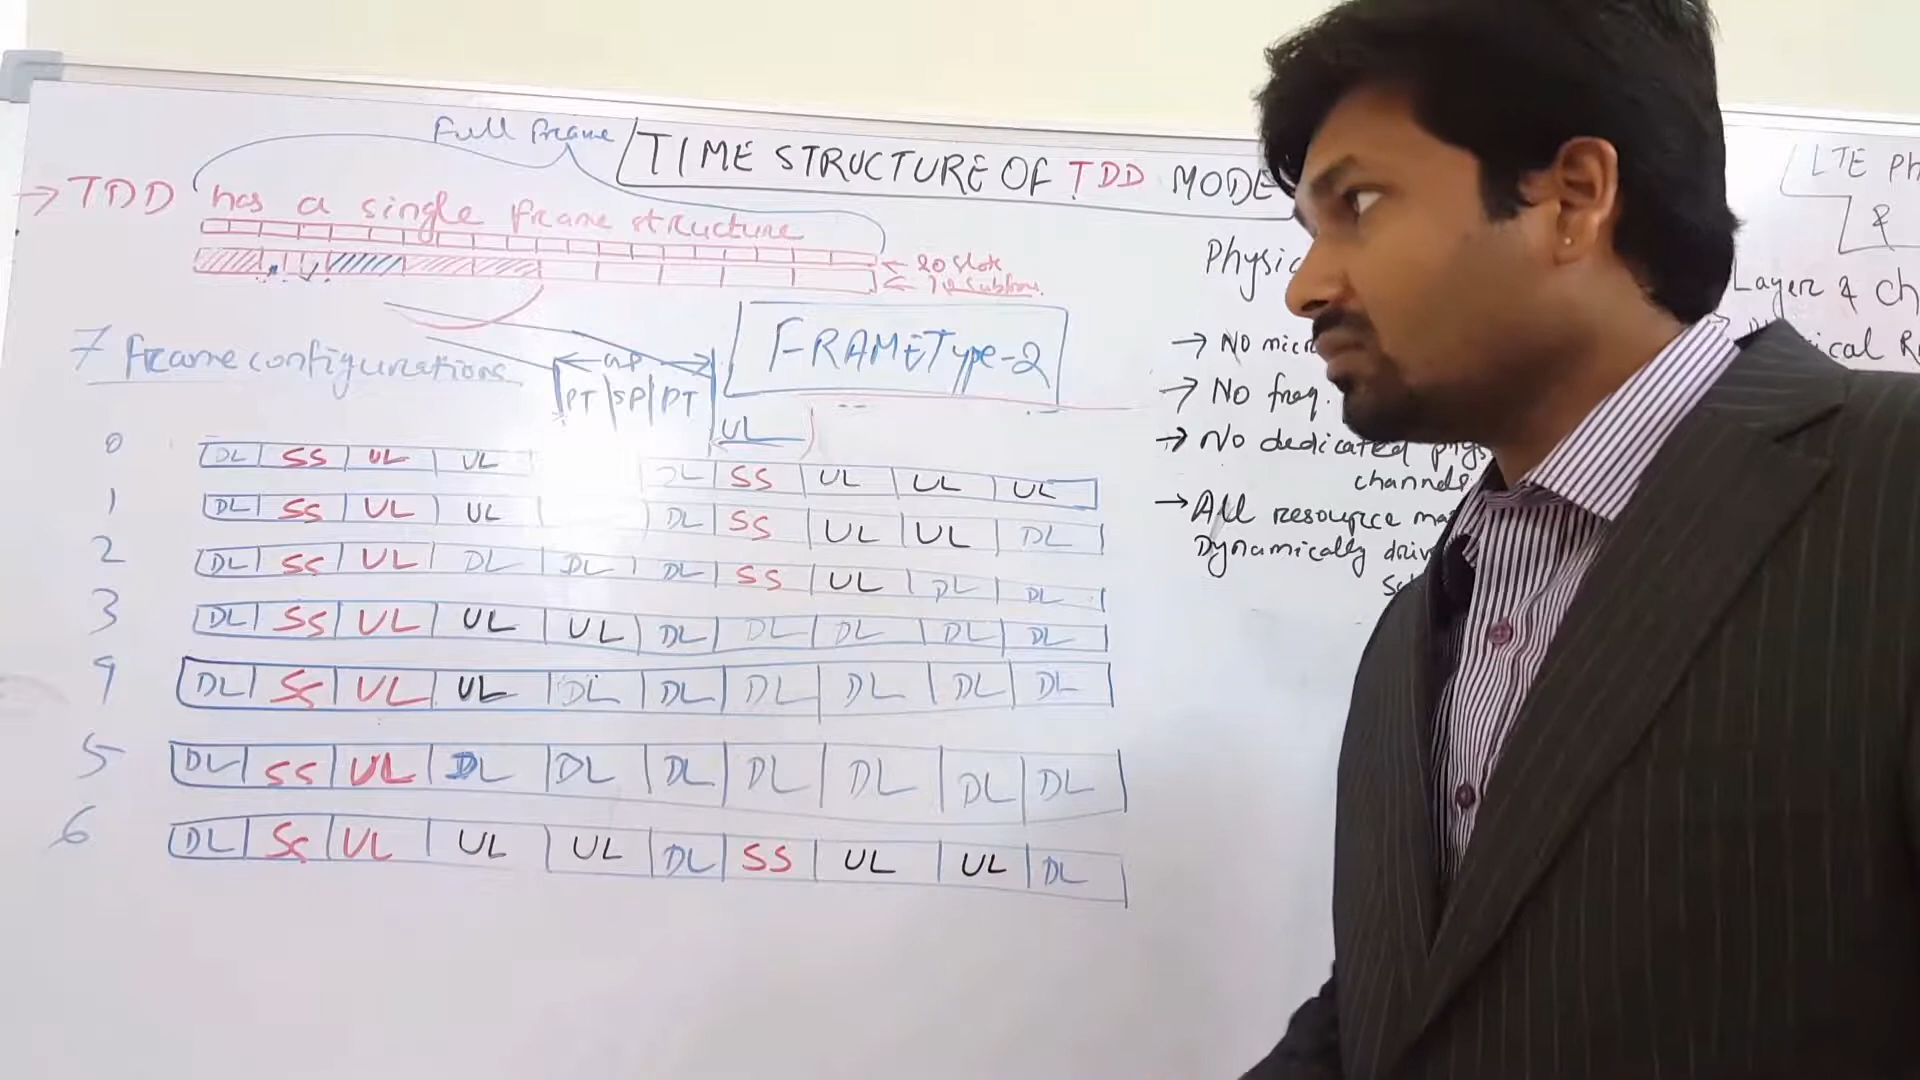 Full frame
TIME STRUCTURE OF TDD MODE
→ TDD has a single frame structure
← 20 slots
7 frame configurations
FRAME Type-2
PT | SP | PT
UL
0 DL SS UL UL DL SS UL UL UL
1 DL SS UL UL DL SS UL UL DL
2 DL SS UL DL DL DL SS UL DL DL
3 DL SS UL UL UL DL DL DL DL DL
4 DL SS UL UL DL DL DL DL DL DL
5 DL SS UL DL DL DL DL DL DL DL
6 DL SS UL UL UL DL SS UL UL DL
Physic
→ No micr
→ No freq.
→ No dedicated phys
channels
→ All resource ma
Dynamically driv
LTE Ph
&
Layer & Ch
ical R